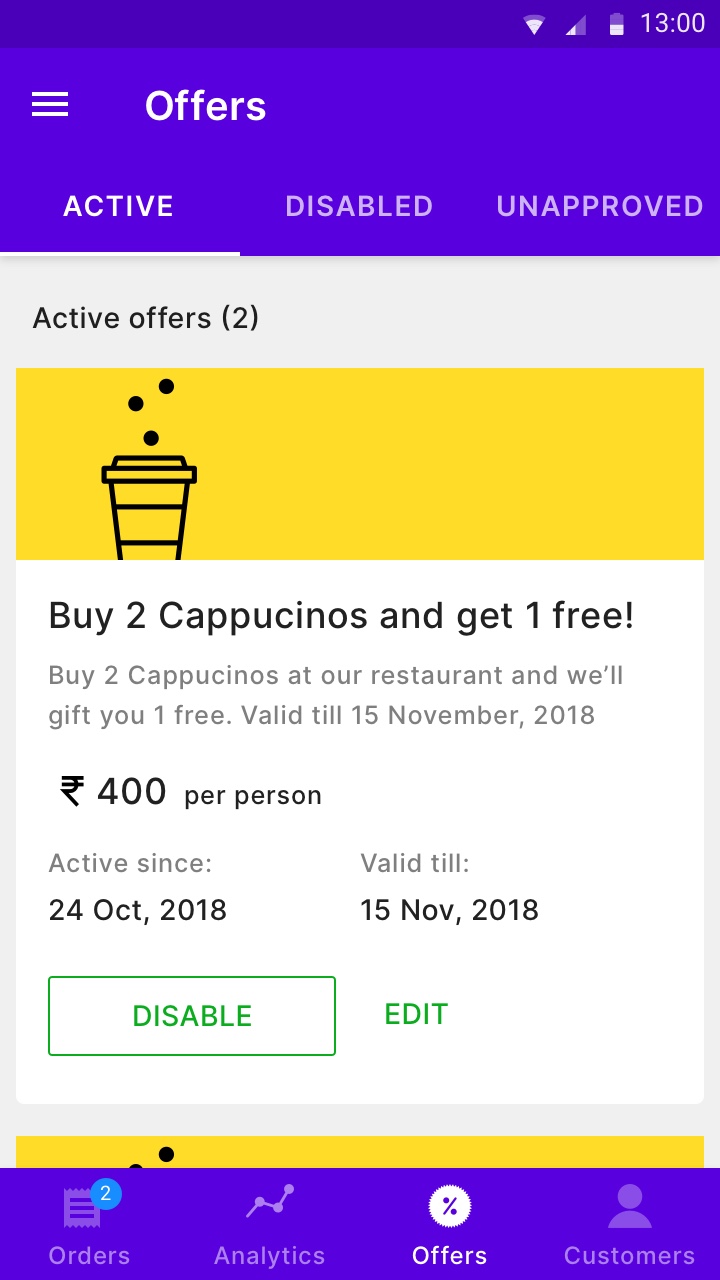 13:00
Offers
ACTIVE DISABLED UNAPPROVED
Active offers (2)
Buy 2 Cappucinos and get 1 free!
Buy 2 Cappucinos at our restaurant and we’ll
gift you 1 free. Valid till 15 November, 2018
₹ 400 per person
Active since: Valid till:
24 Oct, 2018 15 Nov, 2018
DISABLE EDIT
2
%
Orders Analytics Offers Customers